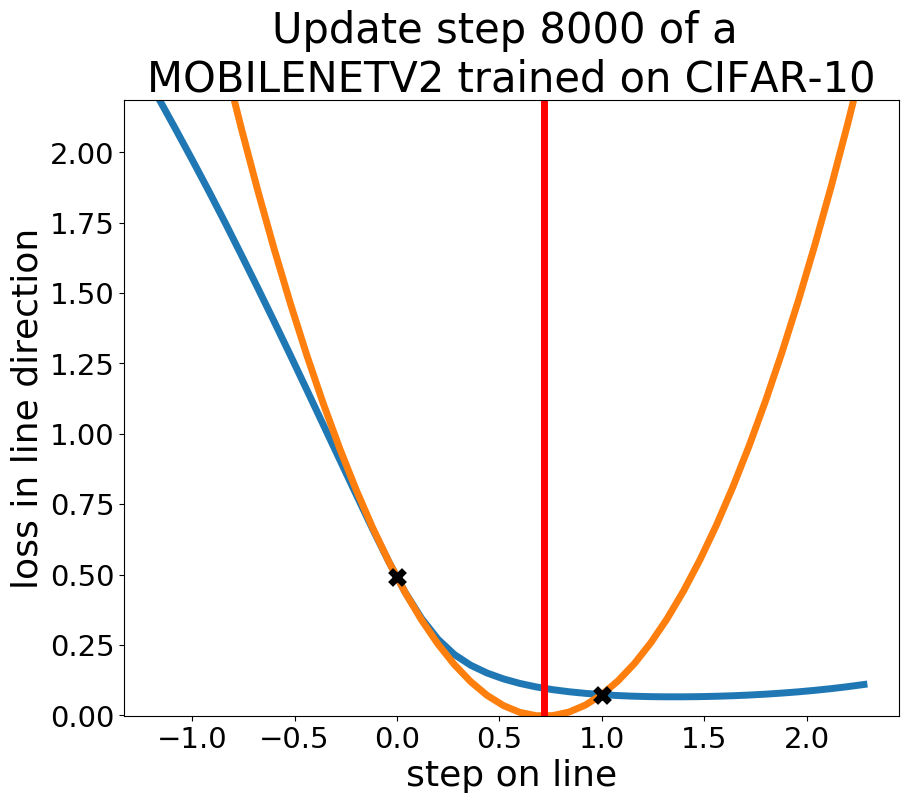 Update step 8000 of a
MOBILENETV2 trained on CIFAR-10
2.00
1.75
1.50
1.25
1.00
0.75
0.50
0.25
0.00
loss in line direction
−1.0 −0.5 0.0 0.5 1.0 1.5 2.0
step on line